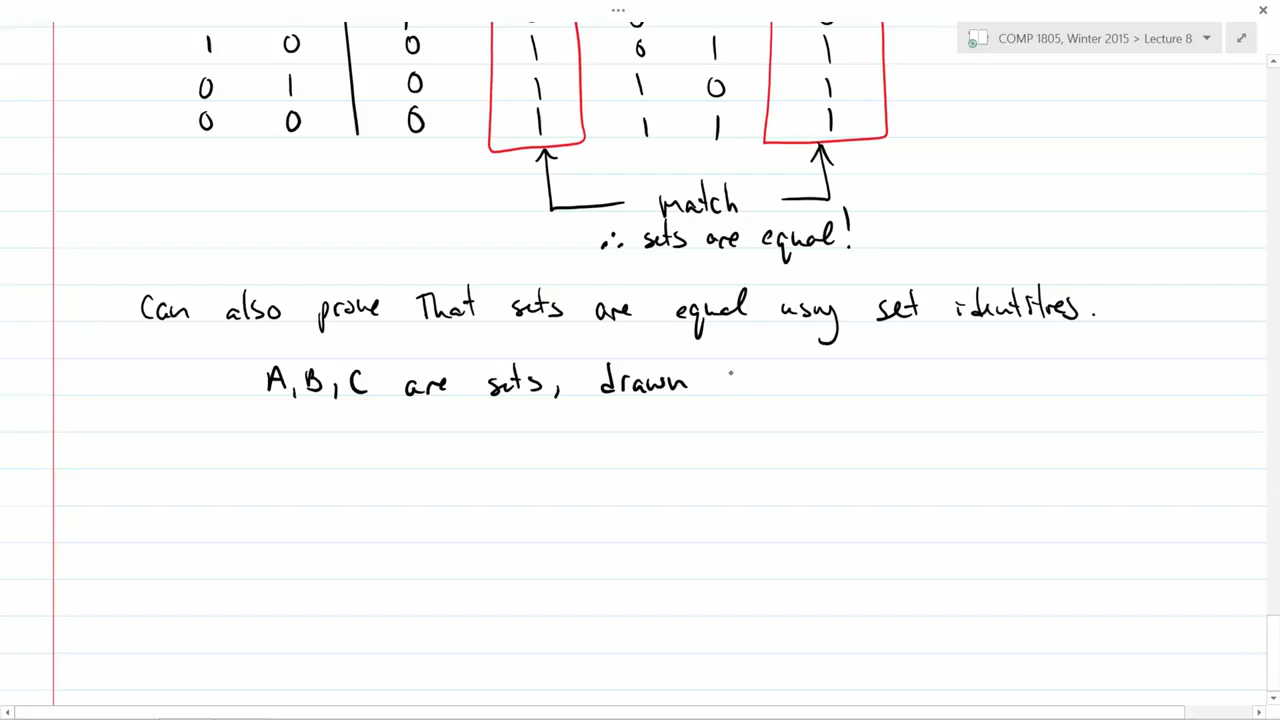 COMP 1805, Winter 2015 > Lecture 8
1 0 0 1 0 1 1
0 1 0 1 1 0 1
0 0 0 1 1 1 1
match
∴ sets are equal!
Can also prove That sets are equal using set identities.
A, B, C are sets, drawn